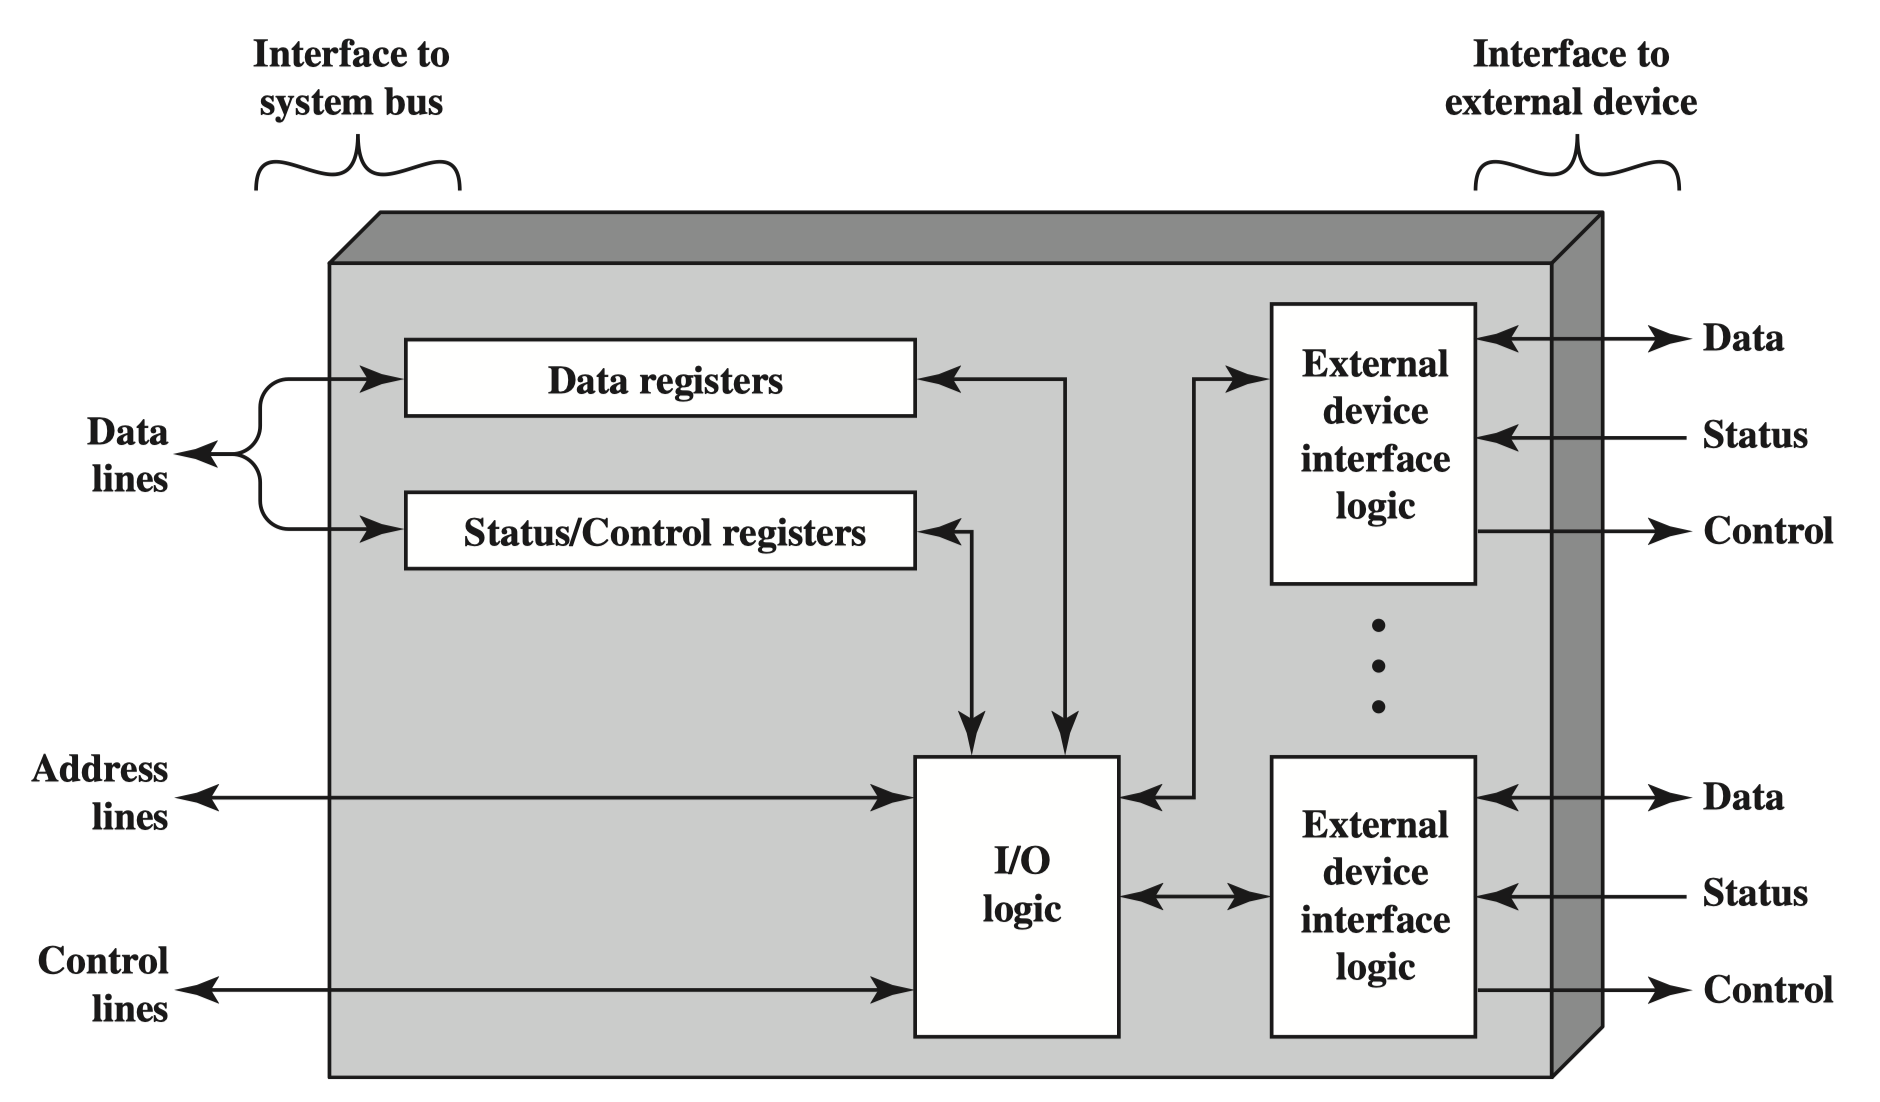 Interface to
system bus
Interface to
external device
Data registers
Status/Control registers
Data
lines
Address
lines
Control
lines
I/O
logic
External
device
interface
logic
Data
Status
Control
External
device
interface
logic
Data
Status
Control